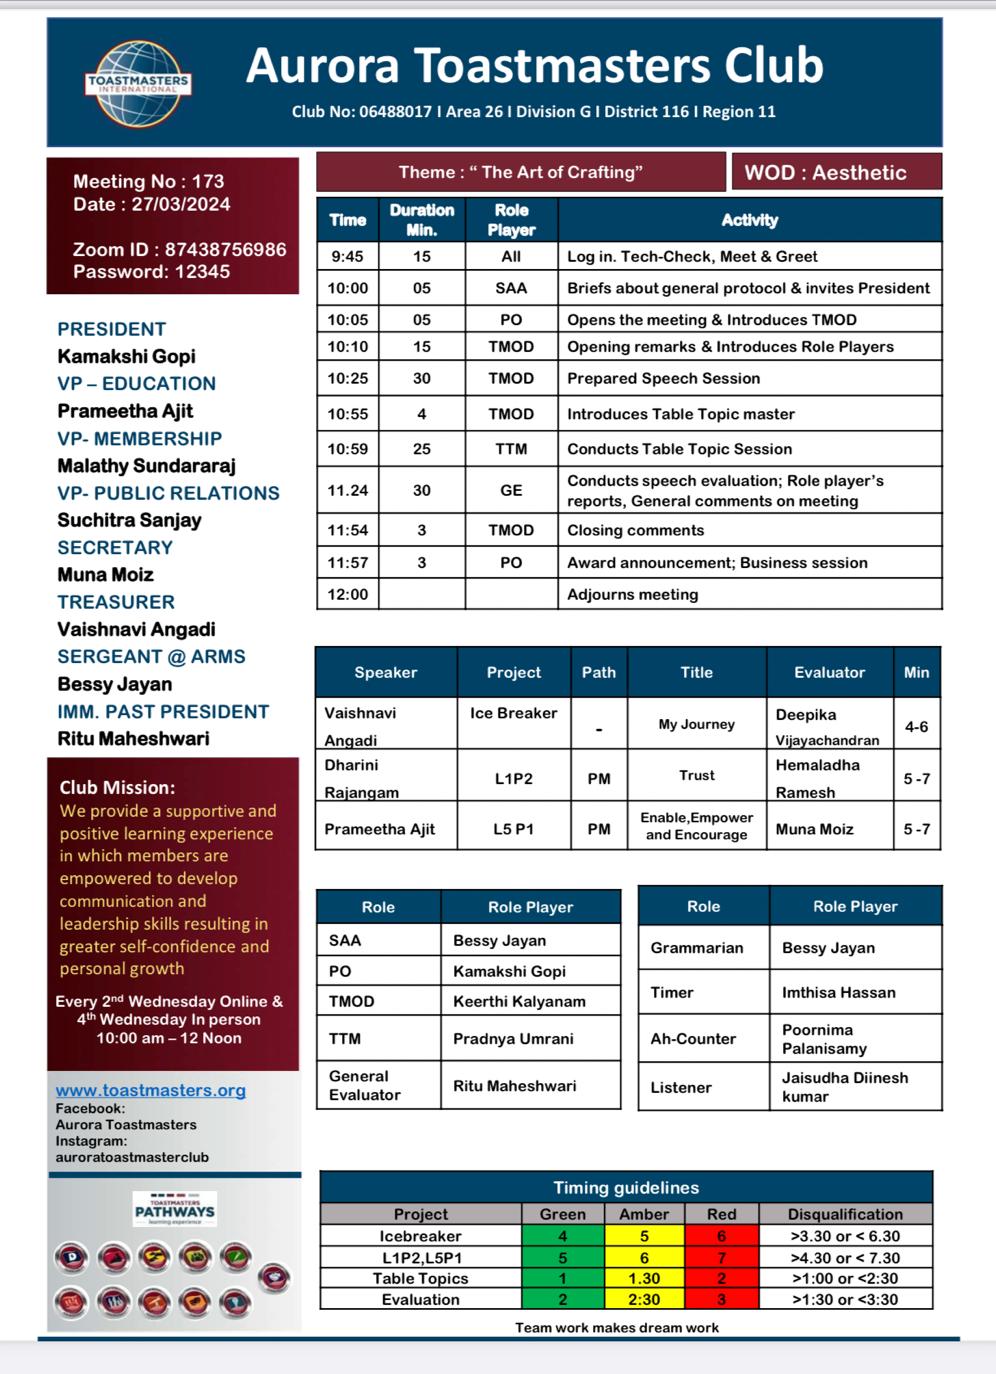 TOASTMASTERS
INTERNATIONAL
Aurora Toastmasters Club
Club No: 06488017 I Area 26 I Division G I District 116 I Region 11
Meeting No : 173
Date : 27/03/2024
Zoom ID : 87438756986
Password: 12345
PRESIDENT
Kamakshi Gopi
VP – EDUCATION
Prameetha Ajit
VP- MEMBERSHIP
Malathy Sundararaj
VP- PUBLIC RELATIONS
Suchitra Sanjay
SECRETARY
Muna Moiz
TREASURER
Vaishnavi Angadi
SERGEANT @ ARMS
Bessy Jayan
IMM. PAST PRESIDENT
Ritu Maheshwari
Club Mission:
We provide a supportive and
positive learning experience
in which members are
empowered to develop
communication and
leadership skills resulting in
greater self-confidence and
personal growth
Every 2nd Wednesday Online &
4th Wednesday In person
10:00 am – 12 Noon
www.toastmasters.org
Facebook:
Aurora Toastmasters
Instagram:
auroratoastmasterclub
TOASTMASTERS
PATHWAYS
learning experience
Theme : “ The Art of Crafting”
WOD : Aesthetic
Time Duration Min. Role Player Activity
9:45 15 All Log in. Tech-Check, Meet & Greet
10:00 05 SAA Briefs about general protocol & invites President
10:05 05 PO Opens the meeting & Introduces TMOD
10:10 15 TMOD Opening remarks & Introduces Role Players
10:25 30 TMOD Prepared Speech Session
10:55 4 TMOD Introduces Table Topic master
10:59 25 TTM Conducts Table Topic Session
11.24 30 GE Conducts speech evaluation; Role player’s
reports, General comments on meeting
11:54 3 TMOD Closing comments
11:57 3 PO Award announcement; Business session
12:00 Adjourns meeting
Speaker Project Path Title Evaluator Min
Vaishnavi Angadi Ice Breaker - My Journey Deepika Vijayachandran 4-6
Dharini Rajangam L1P2 PM Trust Hemaladha Ramesh 5 -7
Prameetha Ajit L5 P1 PM Enable,Empower and Encourage Muna Moiz 5 -7
Role Role Player
SAA Bessy Jayan
PO Kamakshi Gopi
TMOD Keerthi Kalyanam
TTM Pradnya Umrani
General Evaluator Ritu Maheshwari
Role Role Player
Grammarian Bessy Jayan
Timer Imthisa Hassan
Ah-Counter Poornima Palanisamy
Listener Jaisudha Diinesh kumar
Timing guidelines
Project Green Amber Red Disqualification
Icebreaker 4 5 6 >3.30 or < 6.30
L1P2,L5P1 5 6 7 >4.30 or < 7.30
Table Topics 1 1.30 2 >1:00 or <2:30
Evaluation 2 2:30 3 >1:30 or <3:30
Team work makes dream work